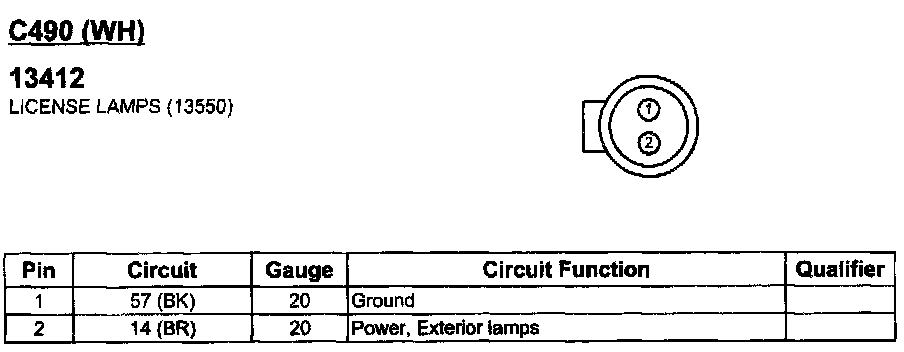 C490 (WH)
13412
LICENSE LAMPS (13550)
1
2
Pin Circuit Gauge Circuit Function Qualifier
1 57 (BK) 20 Ground
2 14 (BR) 20 Power, Exterior lamps